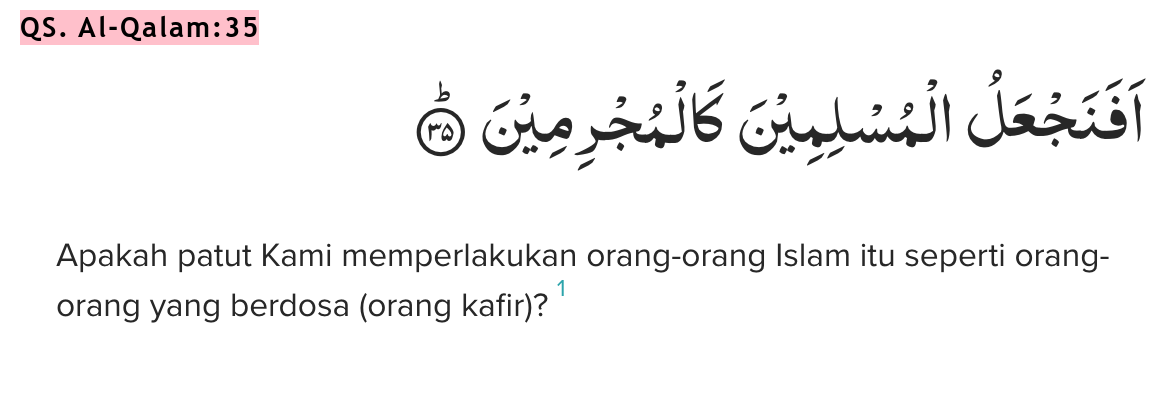 QS. Al-Qalam:35
اَفَنَجْعَلُ الْمُسْلِمِيْنَ كَالْمُجْرِمِيْنَۗ ۝٣٥
Apakah patut Kami memperlakukan orang-orang Islam itu seperti orang-
orang yang berdosa (orang kafir)? 1